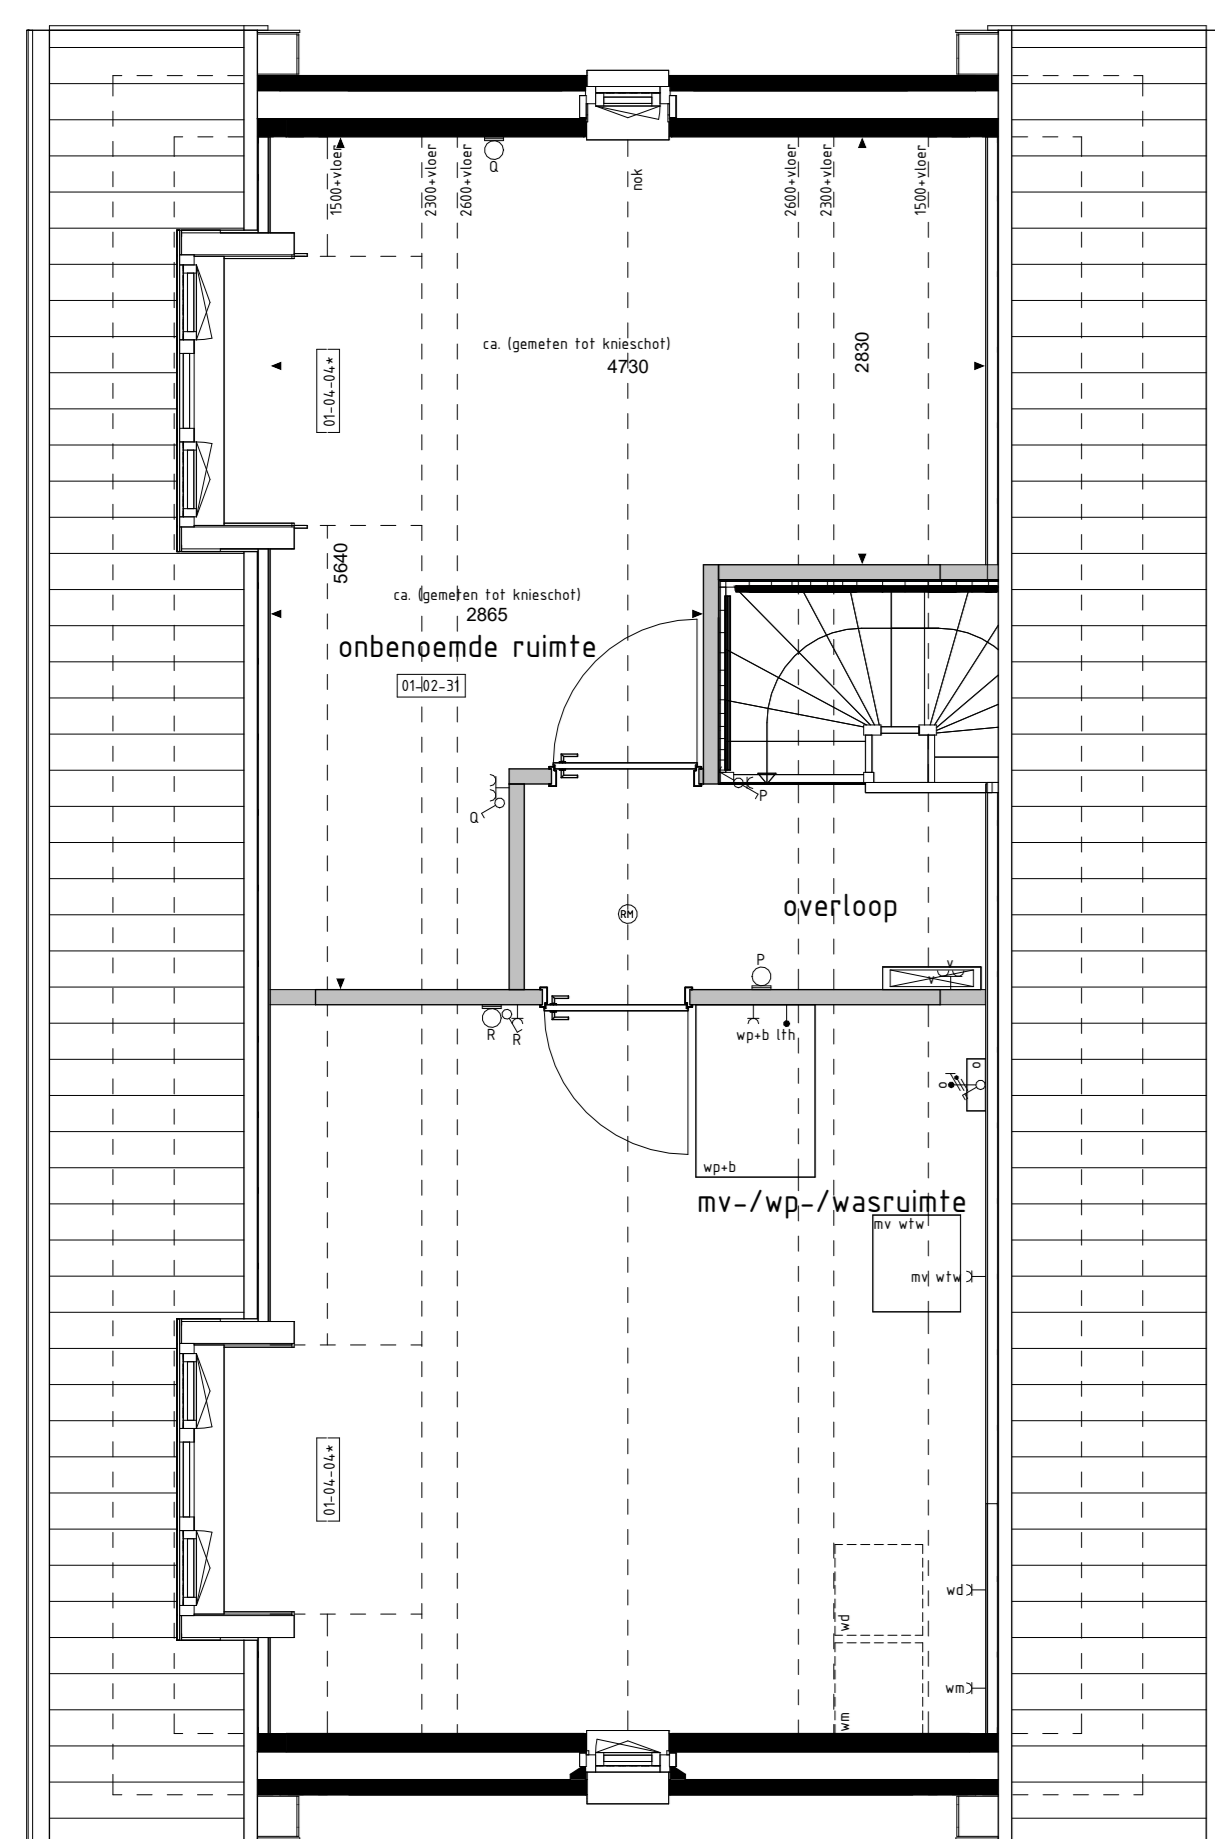 1500+vloer
2300+vloer
2600+vloer
Q
nok
2600+vloer
2300+vloer
1500+vloer
ca. (gemeten tot knieschot)
4730
2830
01-04-04*
5640
ca. (gemeten tot knieschot)
2865
onbenoemde ruimte
01-02-31
P
Q
RM
overloop
P
v
v
R
R
wp+b lth
o
o
wp+b
mv-/wp-/wasruimte
mv wtw
mv wtw
01-04-04*
wd
wd
wm
wm